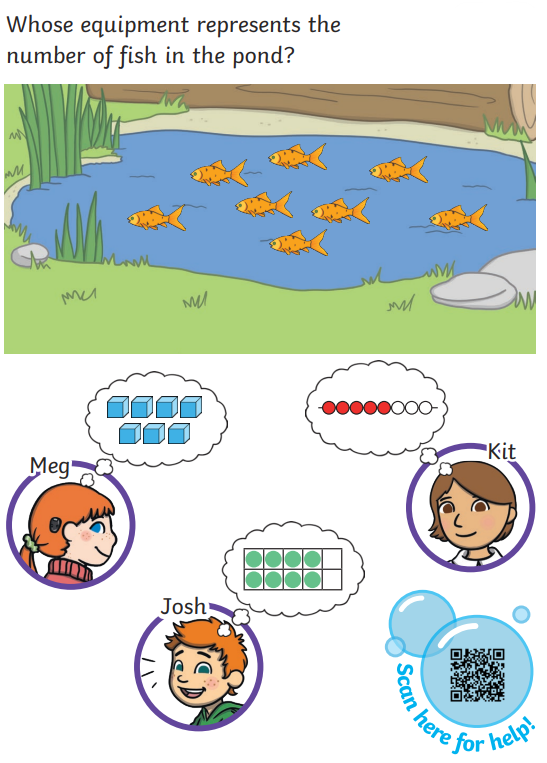 Whose equipment represents the
number of fish in the pond?
Meg
Kit
Josh
Scan here for help!